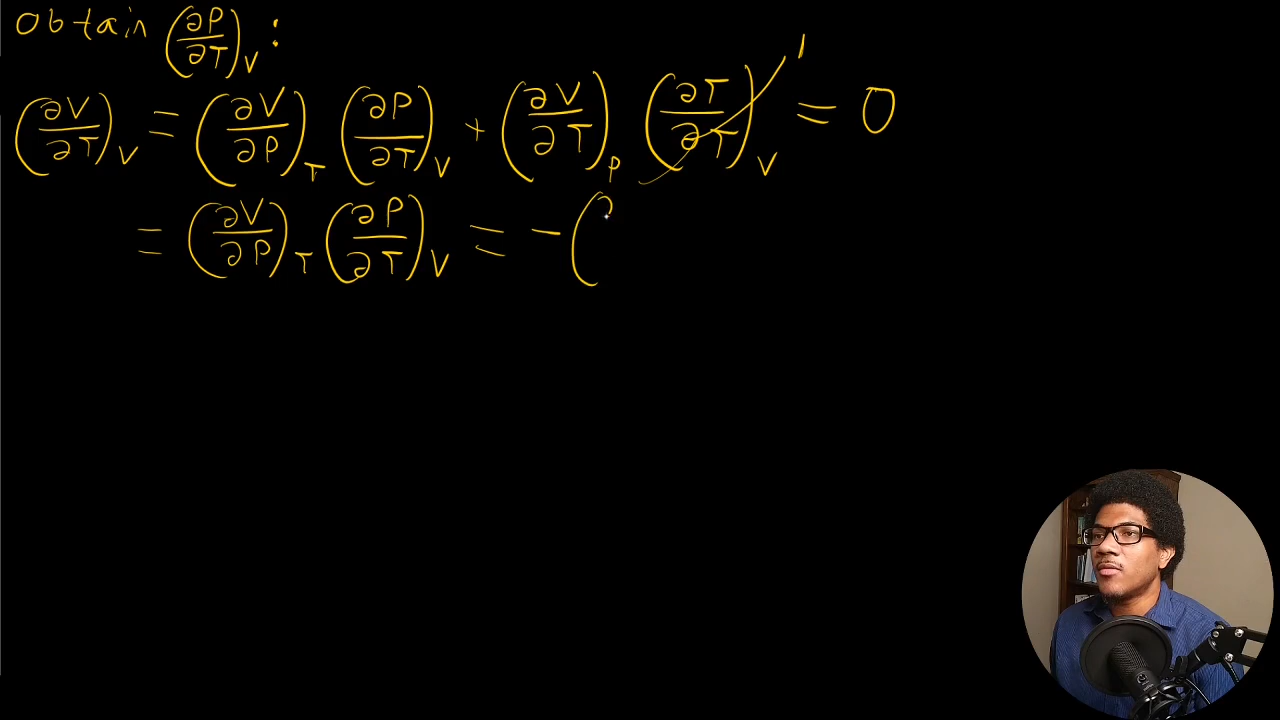 Obtain (∂P/∂T)_V :
(∂V/∂T)_V = (∂V/∂P)_T (∂P/∂T)_V + (∂V/∂T)_P (∂T/∂T)_V 1 = 0
= (∂V/∂P)_T (∂P/∂T)_V = -(∂